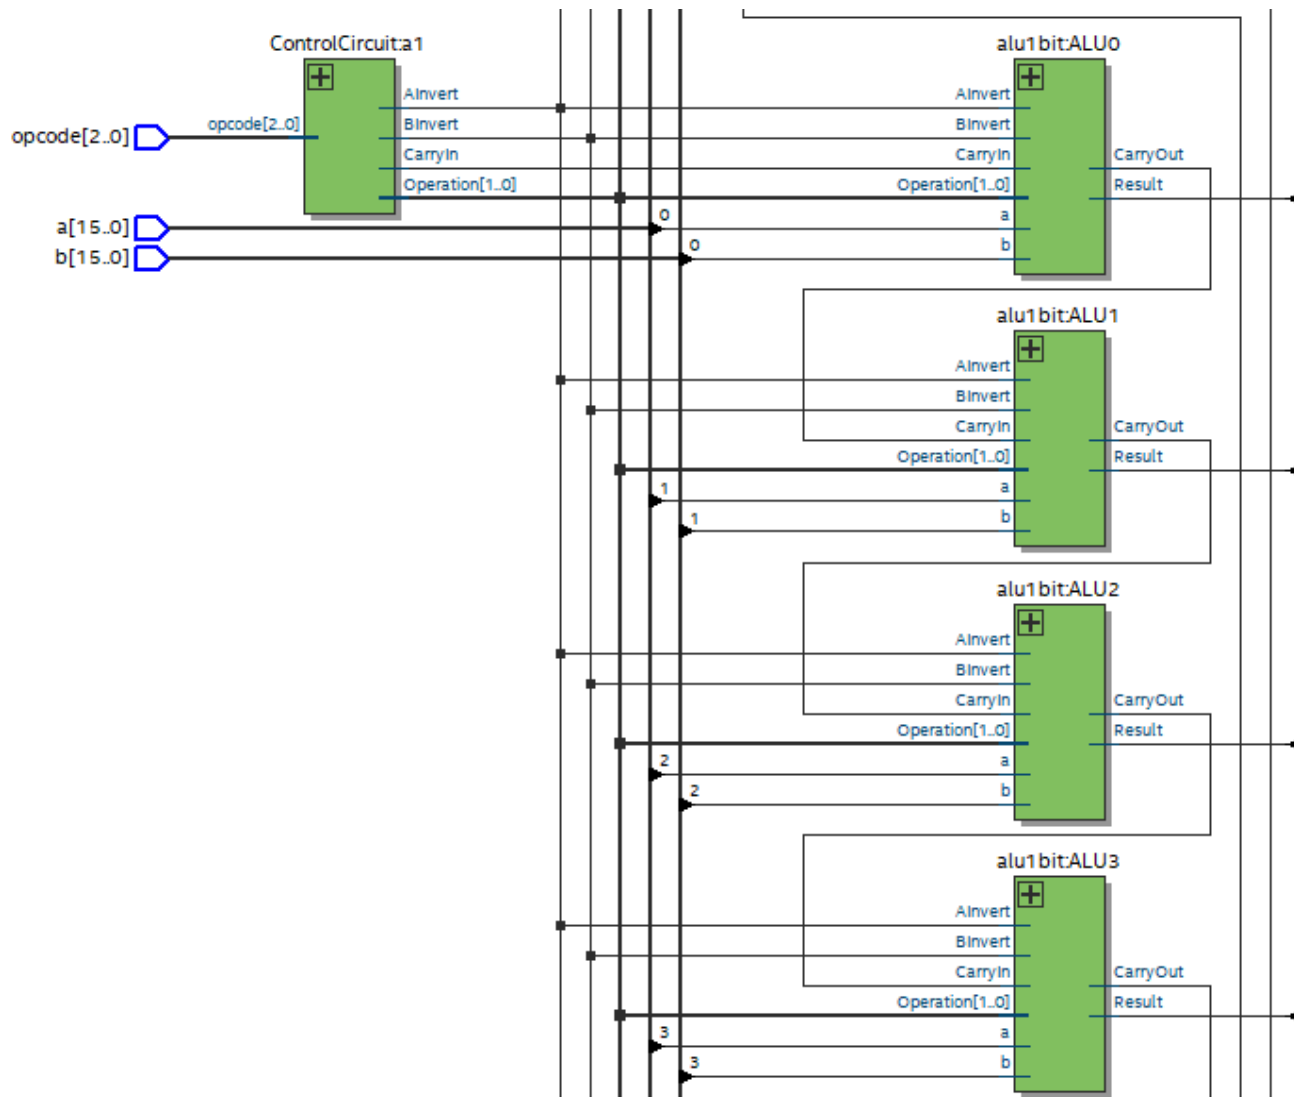 ControlCircuit:a1
opcode[2..0]
opcode[2..0]
AInvert
BInvert
CarryIn
Operation[1..0]
a[15..0]
b[15..0]
alu1bit:ALU0
AInvert
BInvert
CarryIn
Operation[1..0]
0 a
0 b
CarryOut
Result
alu1bit:ALU1
AInvert
BInvert
CarryIn
Operation[1..0]
1 a
1 b
CarryOut
Result
alu1bit:ALU2
AInvert
BInvert
CarryIn
Operation[1..0]
2 a
2 b
CarryOut
Result
alu1bit:ALU3
AInvert
BInvert
CarryIn
Operation[1..0]
3 a
3 b
CarryOut
Result